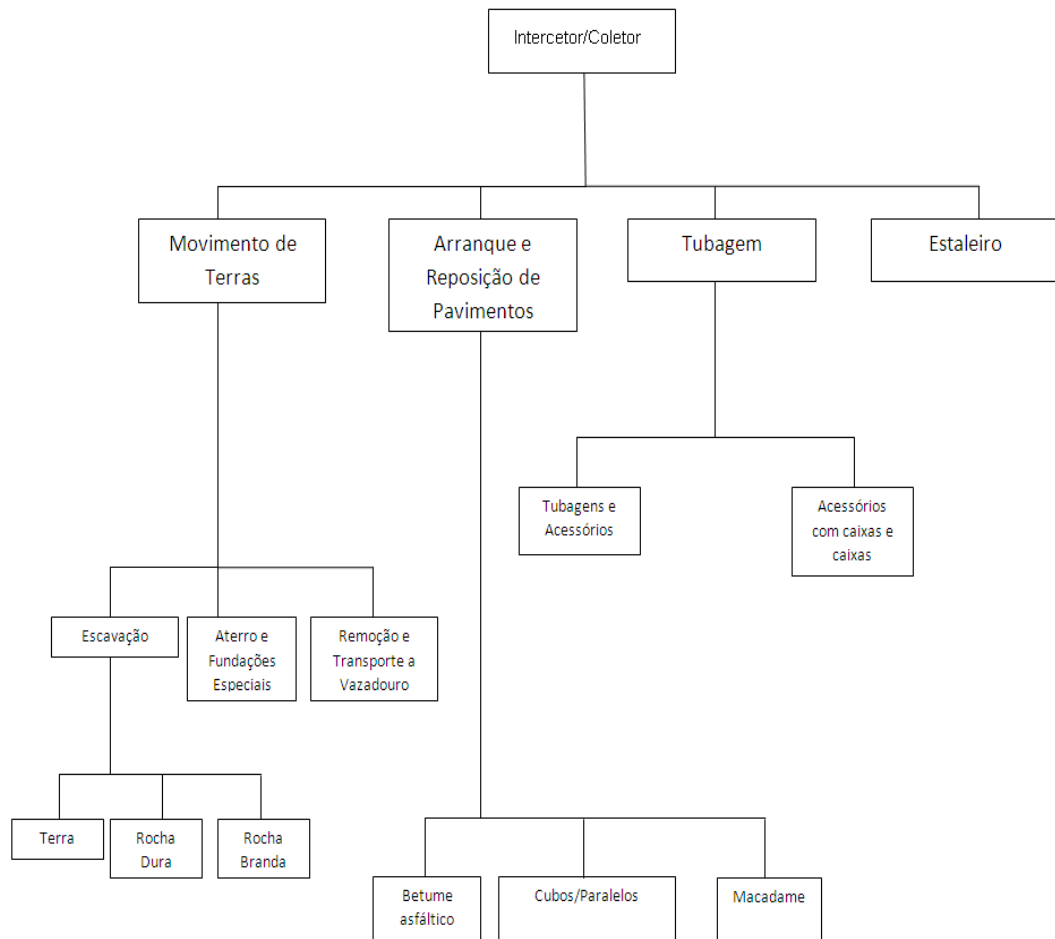 Intercetor/Coletor
Movimento de
Terras
Arranque e
Reposição de
Pavimentos
Tubagem
Estaleiro
Tubagens e
Acessórios
Acessórios
com caixas e
caixas
Escavação
Aterro e
Fundações
Especiais
Remoção e
Transporte a
Vazadouro
Terra
Rocha
Dura
Rocha
Branda
Betume
asfáltico
Cubos/Paralelos
Macadame